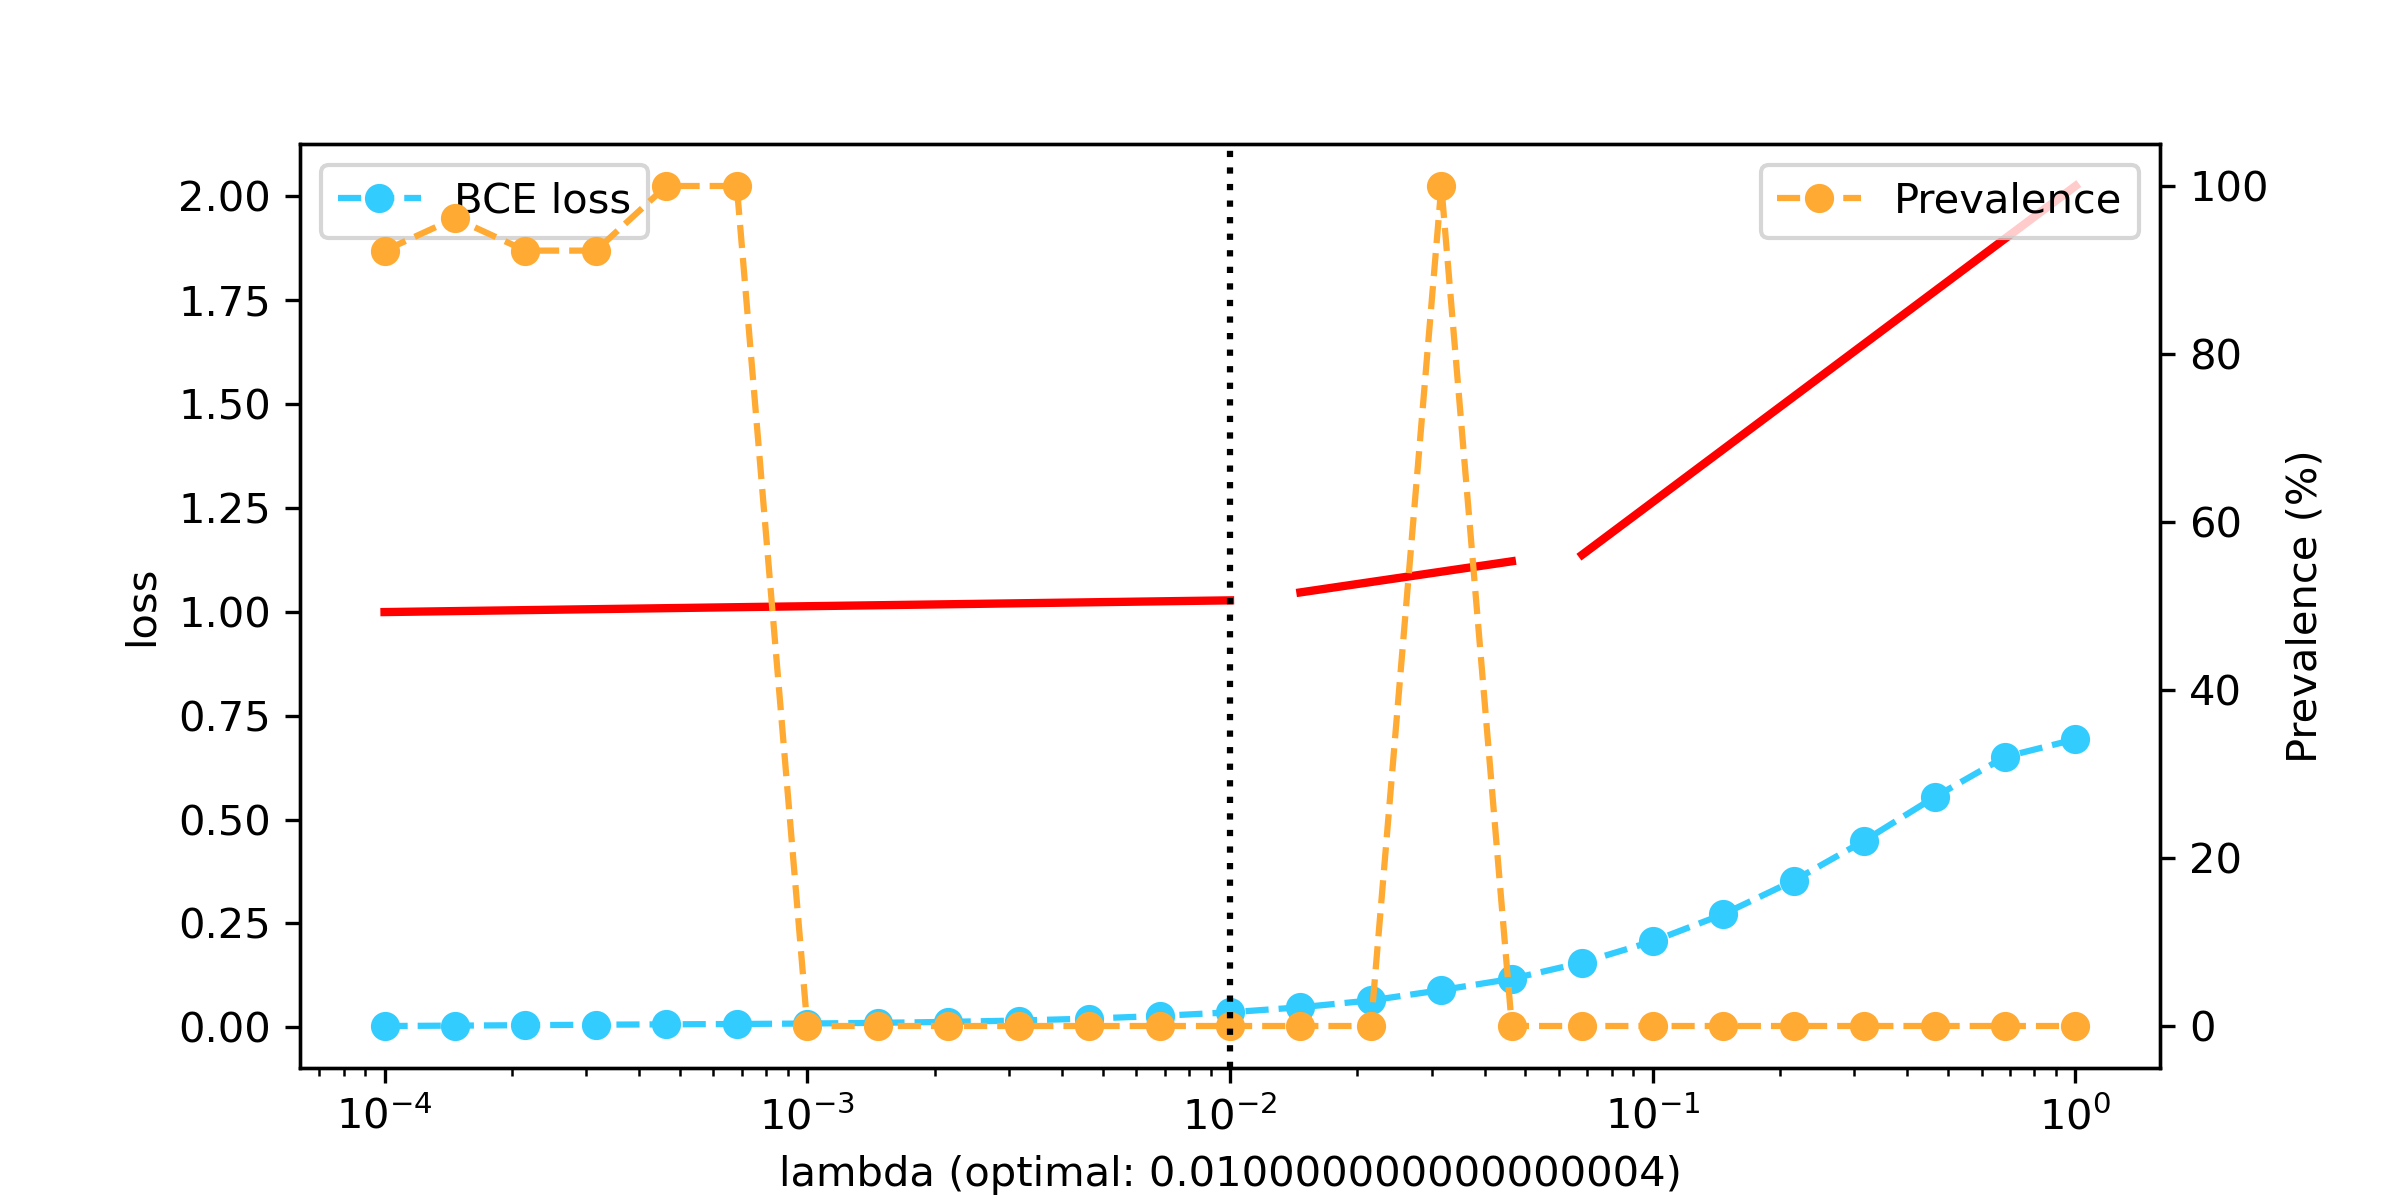 BCE loss
Prevalence
2.00
1.75
1.50
1.25
1.00
0.75
0.50
0.25
0.00
loss
100
80
60
40
20
0
Prevalence (%)
10⁻⁴ 10⁻³ 10⁻² 10⁻¹ 10⁰
lambda (optimal: 0.010000000000000004)